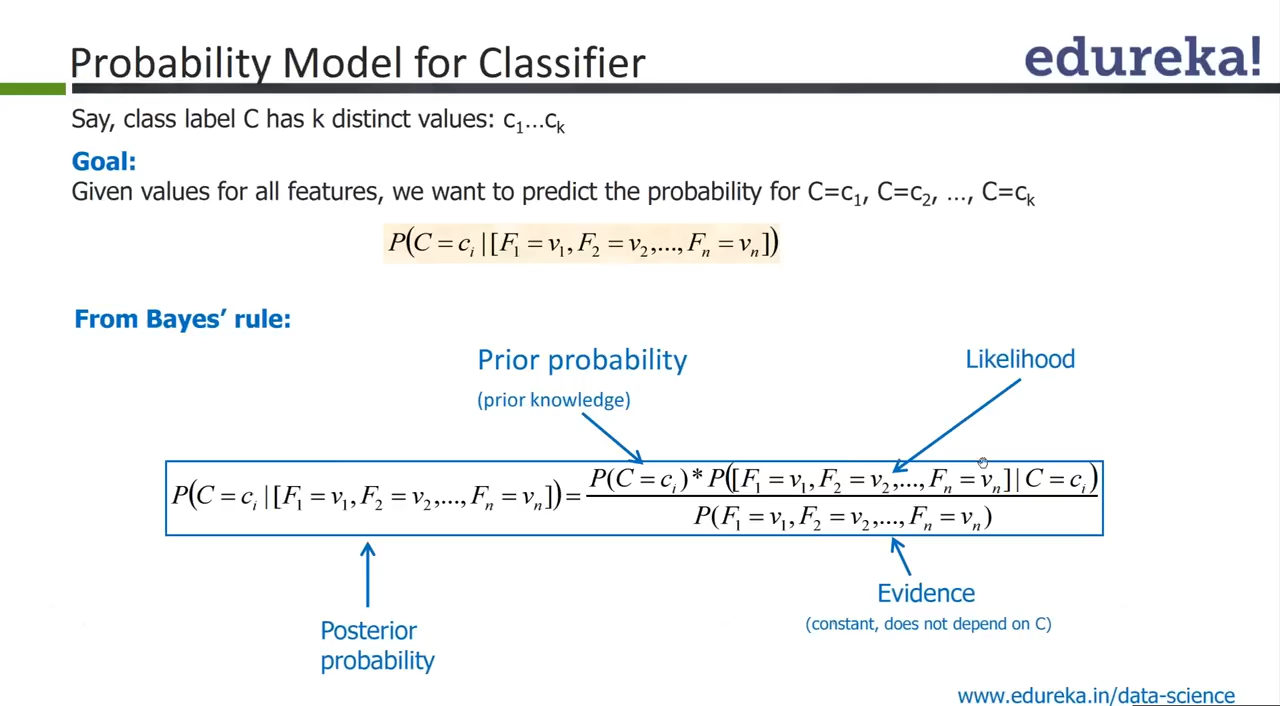 Probability Model for Classifier
edureka!
Say, class label C has k distinct values: c₁...cₖ
Goal:
Given values for all features, we want to predict the probability for C=c₁, C=c₂, ..., C=cₖ
P(C = cᵢ | [F₁ = v₁, F₂ = v₂,..., Fₙ = vₙ])
From Bayes' rule:
Prior probability
(prior knowledge)
Likelihood
P(C = cᵢ | [F₁ = v₁, F₂ = v₂,..., Fₙ = vₙ]) =
P(C = cᵢ) * P([F₁ = v₁, F₂ = v₂,..., Fₙ = vₙ] | C = cᵢ)
P(F₁ = v₁, F₂ = v₂,..., Fₙ = vₙ)
Evidence
(constant, does not depend on C)
Posterior
probability
www.edureka.in/data-science